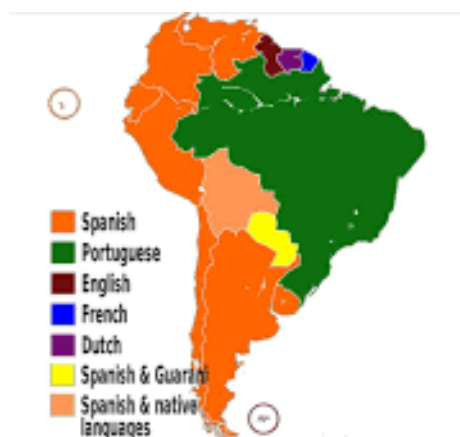 Spanish
Portuguese
English
French
Dutch
Spanish & Guarani
Spanish & native
languages